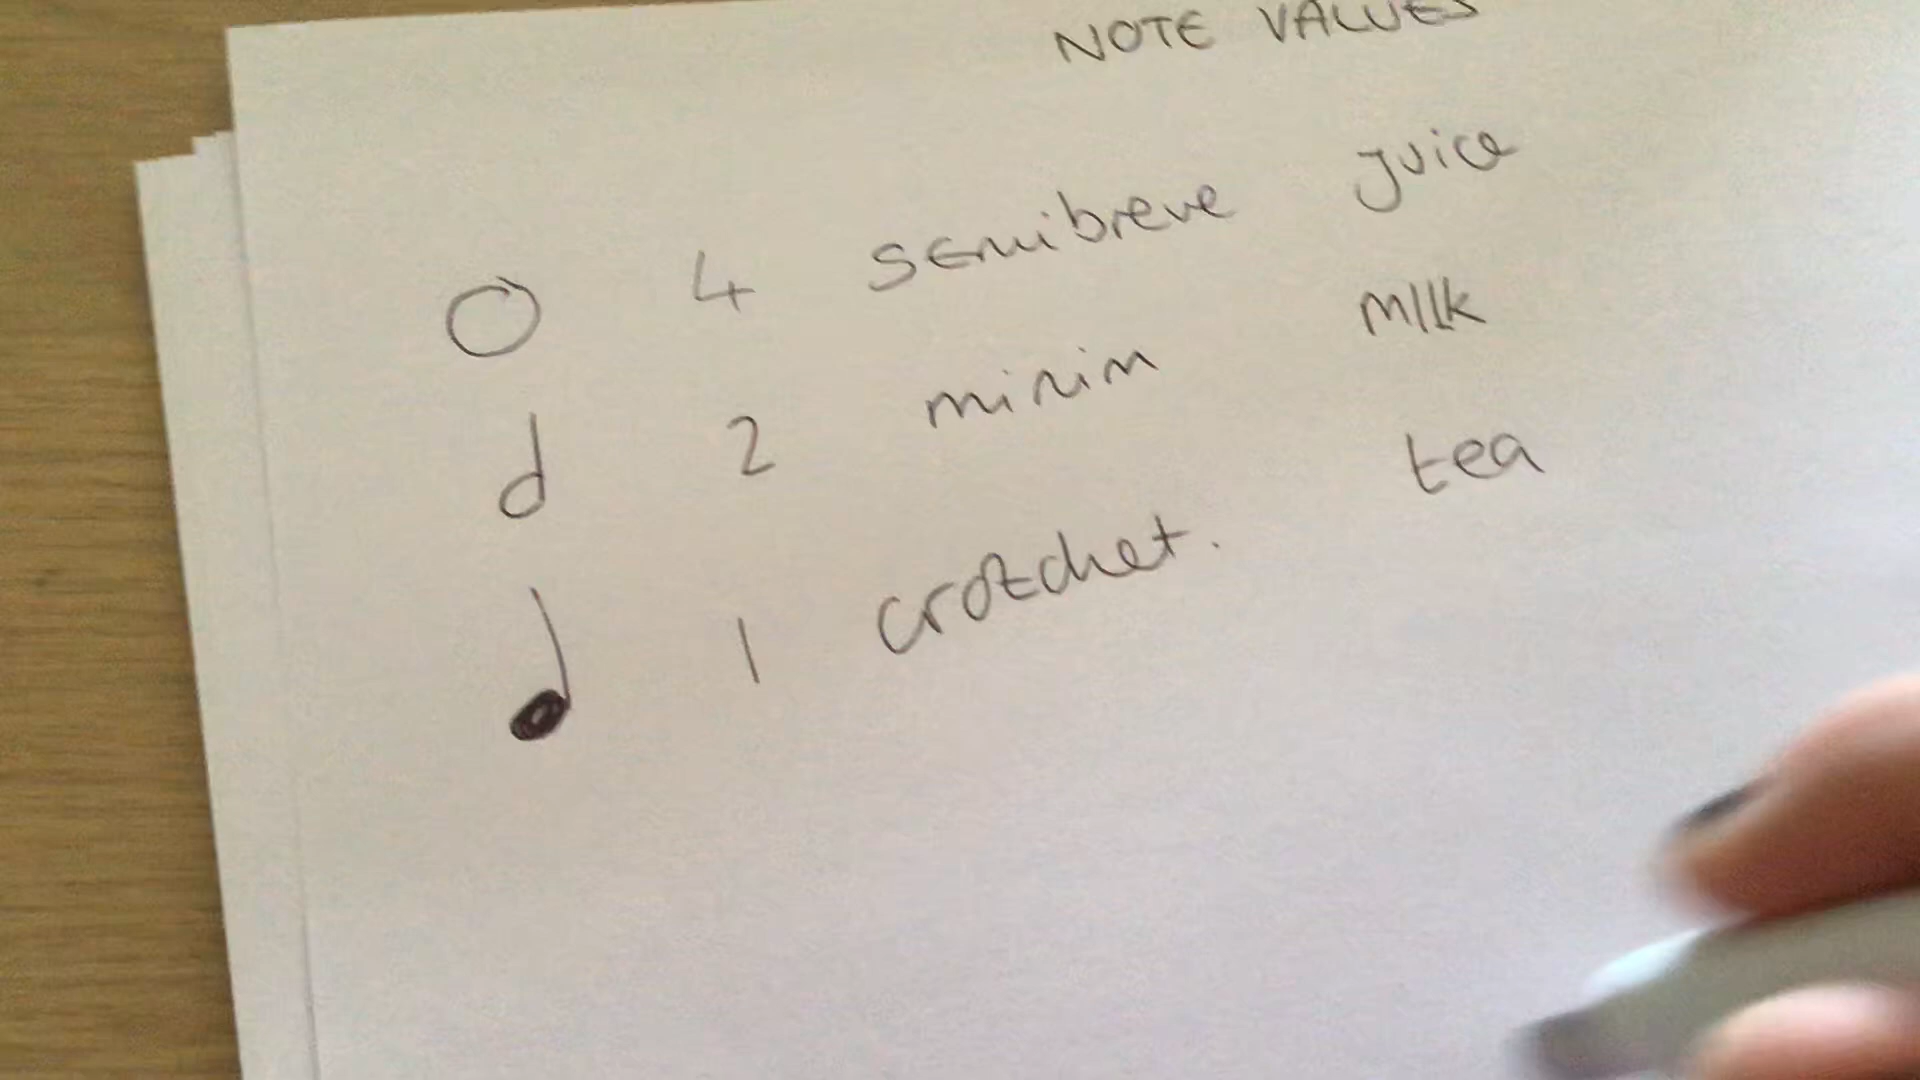 NOTE VALUES
O 4 semibreve juice
d 2 minim milk
1 crotchet. tea